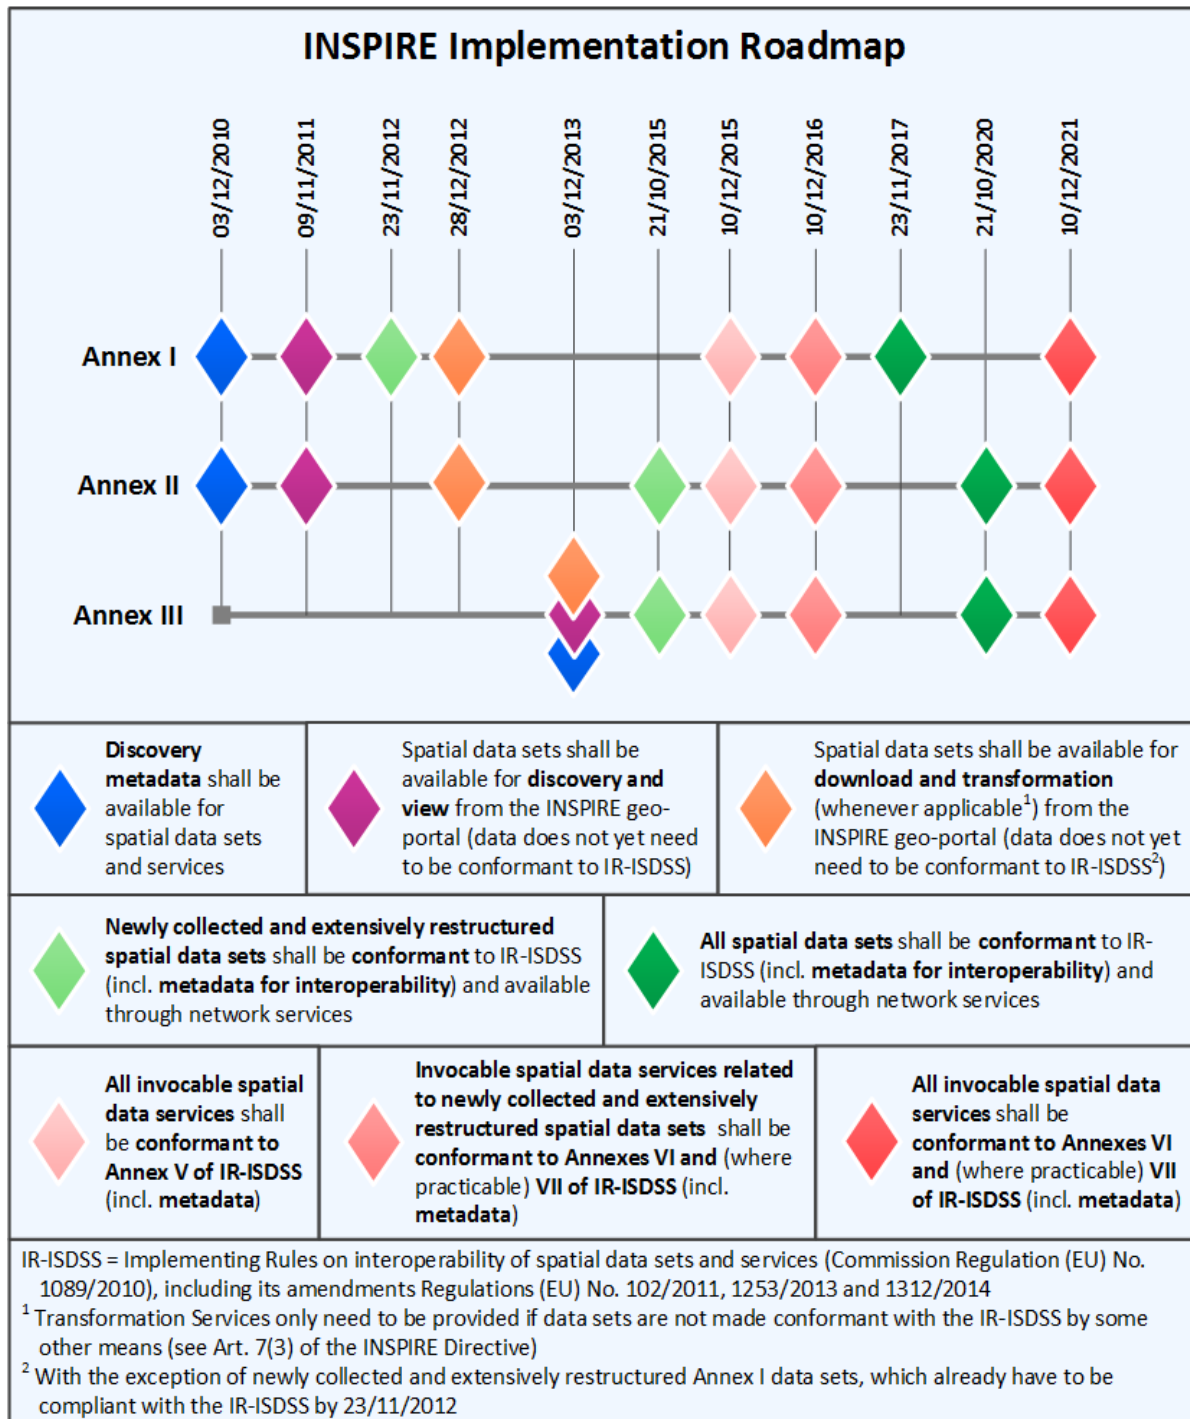 INSPIRE Implementation Roadmap
03/12/2010
09/11/2011
23/11/2012
28/12/2012
03/12/2013
21/10/2015
10/12/2015
10/12/2016
23/11/2017
21/10/2020
10/12/2021
Annex I
Annex II
Annex III
Discovery
metadata shall be
available for
spatial data sets
and services
Spatial data sets shall be
available for discovery and
view from the INSPIRE geo-
portal (data does not yet need
to be conformant to IR-ISDSS)
Spatial data sets shall be available for
download and transformation
(whenever applicable¹) from the
INSPIRE geo-portal (data does not yet
need to be conformant to IR-ISDSS²)
Newly collected and extensively restructured
spatial data sets shall be conformant to IR-ISDSS
(incl. metadata for interoperability) and available
through network services
All spatial data sets shall be conformant to IR-
ISDSS (incl. metadata for interoperability) and
available through network services
All invocable spatial
data services shall
be conformant to
Annex V of IR-ISDSS
(incl. metadata)
Invocable spatial data services related
to newly collected and extensively
restructured spatial data sets shall be
conformant to Annexes VI and (where
practicable) VII of IR-ISDSS (incl.
metadata)
All invocable spatial data
services shall be
conformant to Annexes VI
and (where practicable) VII
of IR-ISDSS (incl. metadata)
IR-ISDSS = Implementing Rules on interoperability of spatial data sets and services (Commission Regulation (EU) No.
1089/2010), including its amendments Regulations (EU) No. 102/2011, 1253/2013 and 1312/2014
¹ Transformation Services only need to be provided if data sets are not made conformant with the IR-ISDSS by some
other means (see Art. 7(3) of the INSPIRE Directive)
² With the exception of newly collected and extensively restructured Annex I data sets, which already have to be
compliant with the IR-ISDSS by 23/11/2012